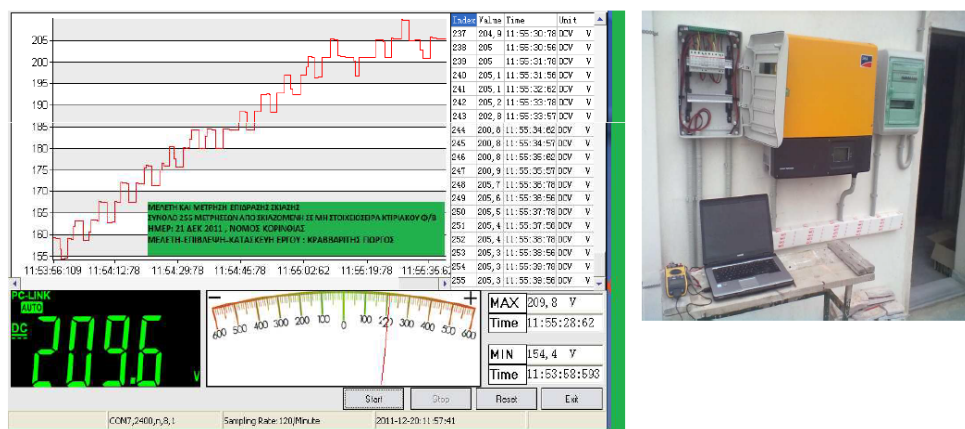 Index Value Time Unit
237 204,9 11:55:30:78 DCV V
238 205 11:55:30:56 DCV V
239 205 11:55:31:78 DCV V
240 205,1 11:55:31:56 DCV V
241 205,1 11:55:32:62 DCV V
242 205,2 11:55:33:78 DCV V
243 202,8 11:55:33:57 DCV V
244 200,8 11:55:34:62 DCV V
245 200,8 11:55:34:57 DCV V
246 200,8 11:55:35:62 DCV V
247 200,9 11:55:35:57 DCV V
248 205,7 11:55:36:78 DCV V
249 205,6 11:55:36:56 DCV V
250 205,5 11:55:37:78 DCV V
251 205,4 11:55:37:56 DCV V
252 205,4 11:55:38:78 DCV V
253 205,3 11:55:38:56 DCV V
254 205,3 11:55:39:78 DCV V
255 205,3 11:55:39:56 DCV V
205
200
195
190
185
180
175
170
165
160
155
ΜΕΛΕΤΗ ΚΑΙ ΜΕΤΡΗΣΗ ΕΠΙΔΡΑΣΗΣ ΣΚΙΑΣΗΣ
ΣΥΝΟΛΟ 255 ΜΕΤΡΗΣΕΩΝ ΑΠΟ ΣΚΙΑΖΟΜΕΝΗ ΣΕ ΜΗ ΣΤΟΙΧΕΙΟΣΕΙΡΑ ΚΤΙΡΙΑΚΟΥ Φ/Β
ΗΜΕΡ: 21 ΔΕΚ 2011 , ΝΟΜΟΣ ΚΟΡΙΝΘΙΑΣ
ΜΕΛΕΤΗ-ΕΠΙΒΛΕΨΗ-ΚΑΤΑΣΚΕΥΗ ΕΡΓΟΥ : ΚΡΑΒΒΑΡΙΤΗΣ ΓΙΩΡΓΟΣ
11:53:56:109 11:54:12:78 11:54:29:78 11:54:45:78 11:55:02:62 11:55:19:78 11:55:35:62
PC-LINK
AUTO
DC
209.6 V
− +
600 500 400 300 200 100 0 100 200 300 400 500 600
MAX 209,8 V
Time 11:55:28:62
MIN 154,4 V
Time 11:53:58:593
Start Stop Reset Exit
COM7,2400,n,8,1 Sampling Rate:120/Minute 2011-12-20:11:57:41
SMA